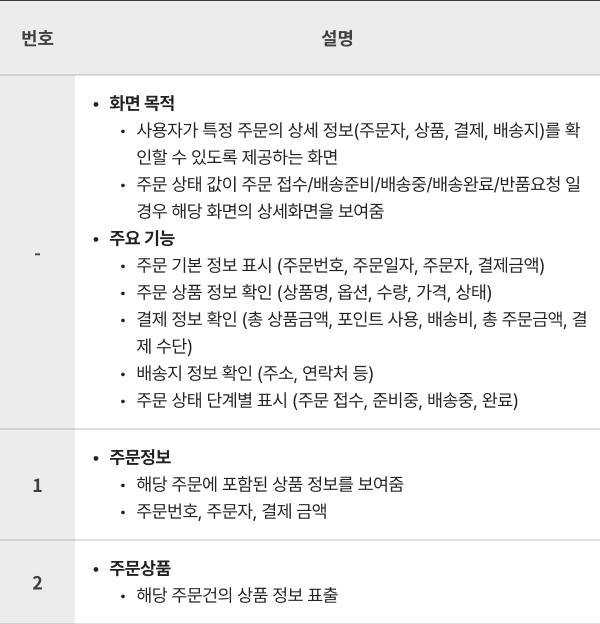 번호 설명
- 
• 화면 목적
• 사용자가 특정 주문의 상세 정보(주문자, 상품, 결제, 배송지)를 확
인할 수 있도록 제공하는 화면
• 주문 상태 값이 주문 접수/배송준비/배송중/배송완료/반품요청 일
경우 해당 화면의 상세화면을 보여줌
• 주요 기능
• 주문 기본 정보 표시 (주문번호, 주문일자, 주문자, 결제금액)
• 주문 상품 정보 확인 (상품명, 옵션, 수량, 가격, 상태)
• 결제 정보 확인 (총 상품금액, 포인트 사용, 배송비, 총 주문금액, 결
제 수단)
• 배송지 정보 확인 (주소, 연락처 등)
• 주문 상태 단계별 표시 (주문 접수, 준비중, 배송중, 완료)
1
• 주문정보
• 해당 주문에 포함된 상품 정보를 보여줌
• 주문번호, 주문자, 결제 금액
2
• 주문상품
• 해당 주문건의 상품 정보 표출